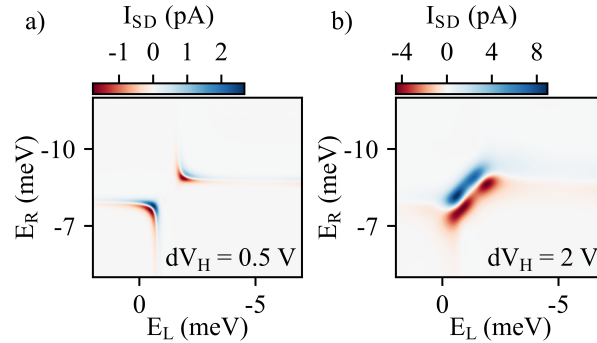 a)
I_SD (pA)
-1 0 1 2
E_R (meV)
-10
-7
dV_H = 0.5 V
0 -5
E_L (meV)
b)
I_SD (pA)
-4 0 4 8
E_R (meV)
-10
-7
dV_H = 2 V
0 -5
E_L (meV)